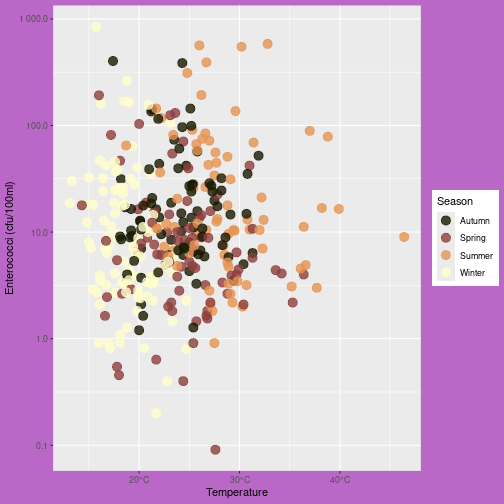 1 000.0
100.0
10.0
1.0
0.1
Enterococci (cfu/100ml)
20°C
30°C
40°C
Temperature
Season
Autumn
Spring
Summer
Winter